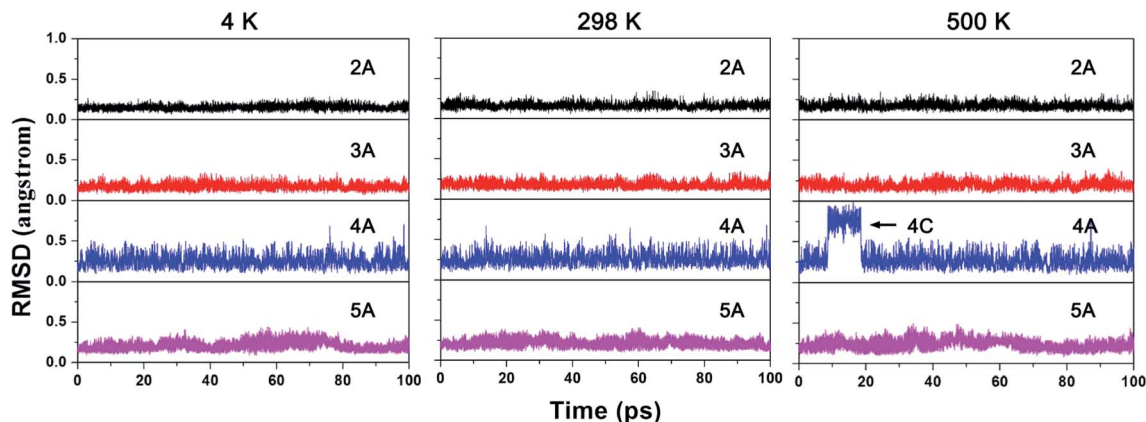 4 K 298 K 500 K
RMSD (angstrom)
1.0
0.5 2A 2A 2A
0.0
0.5 3A 3A 3A
0.0
0.5 4A 4A 4C 4A
0.0
0.5 5A 5A 5A
0.0
0 20 40 60 80 100 0 20 40 60 80 100 0 20 40 60 80 100
Time (ps)